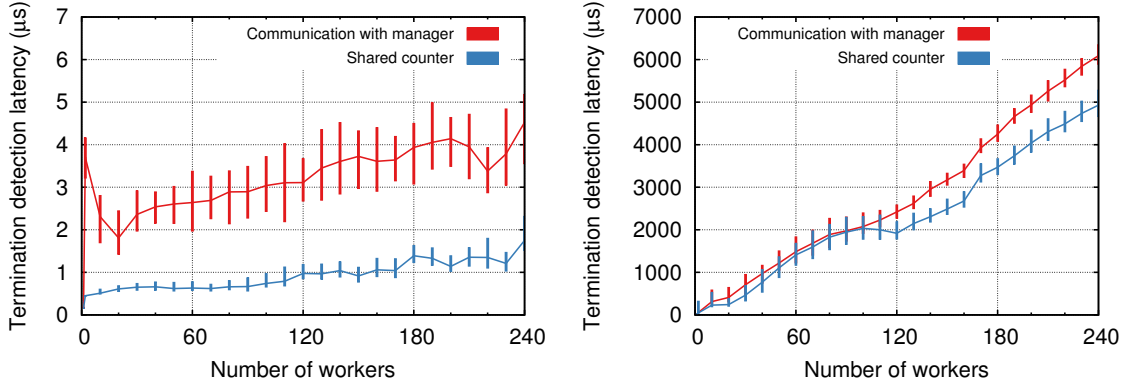 Termination detection latency (μs)
7
6
5
4
3
2
1
0
Communication with manager
Shared counter
0 60 120 180 240
Number of workers
Termination detection latency (μs)
7000
6000
5000
4000
3000
2000
1000
0
Communication with manager
Shared counter
0 60 120 180 240
Number of workers